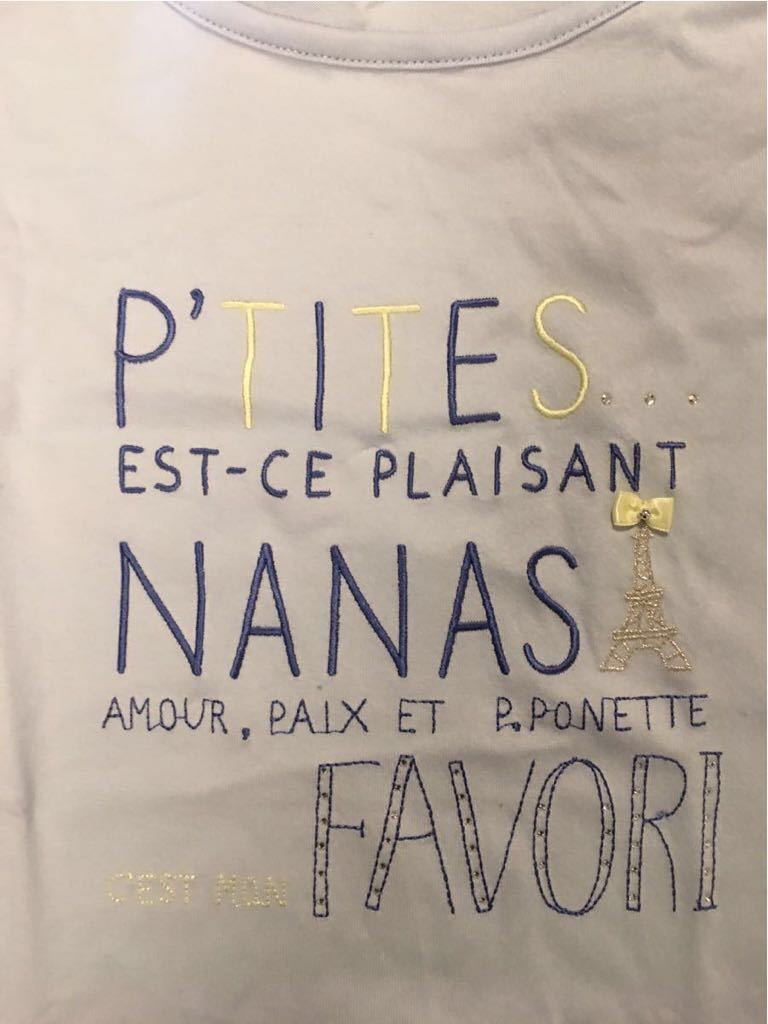 P'TITES...
EST-CE PLAISANT
NANAS
AMOUR, PAIX ET P.PONETTE
C'EST MON FAVORI